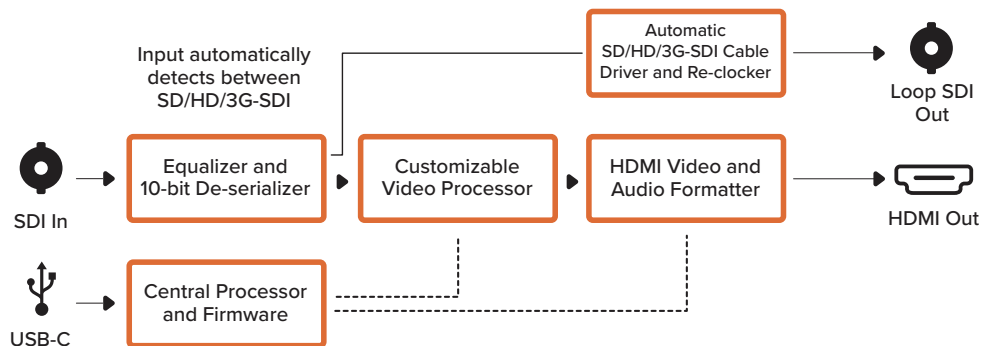 Input automatically
detects between
SD/HD/3G-SDI
Automatic
SD/HD/3G-SDI Cable
Driver and Re-clocker
Loop SDI
Out
SDI In
Equalizer and
10-bit De-serializer
Customizable
Video Processor
HDMI Video and
Audio Formatter
HDMI Out
USB-C
Central Processor
and Firmware